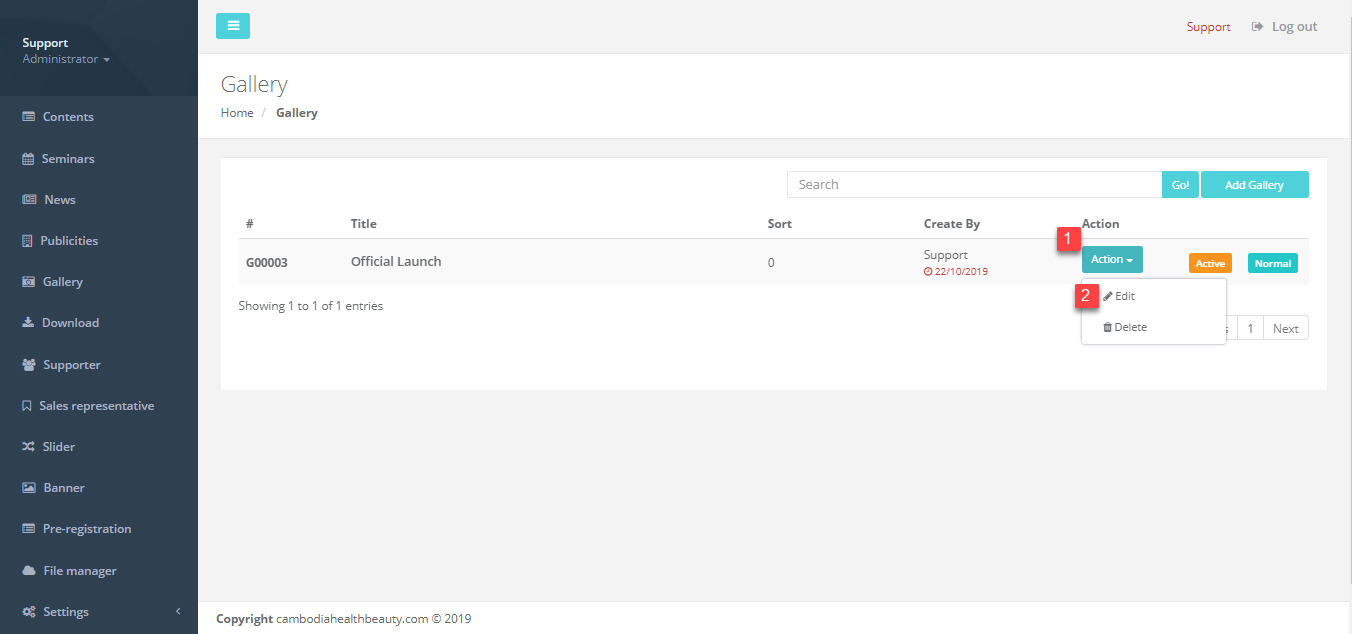 Support
Administrator
Contents
Seminars
News
Publicities
Gallery
Download
Supporter
Sales representative
Slider
Banner
Pre-registration
File manager
Settings
Support Log out
Gallery
Home / Gallery
Search Go! Add Gallery
# Title Sort Create By Action
1
G00003 Official Launch 0 Support Action Active Normal
22/10/2019
2 Edit
Delete
Showing 1 to 1 of 1 entries
1 Next
Copyright cambodiahealthbeauty.com © 2019